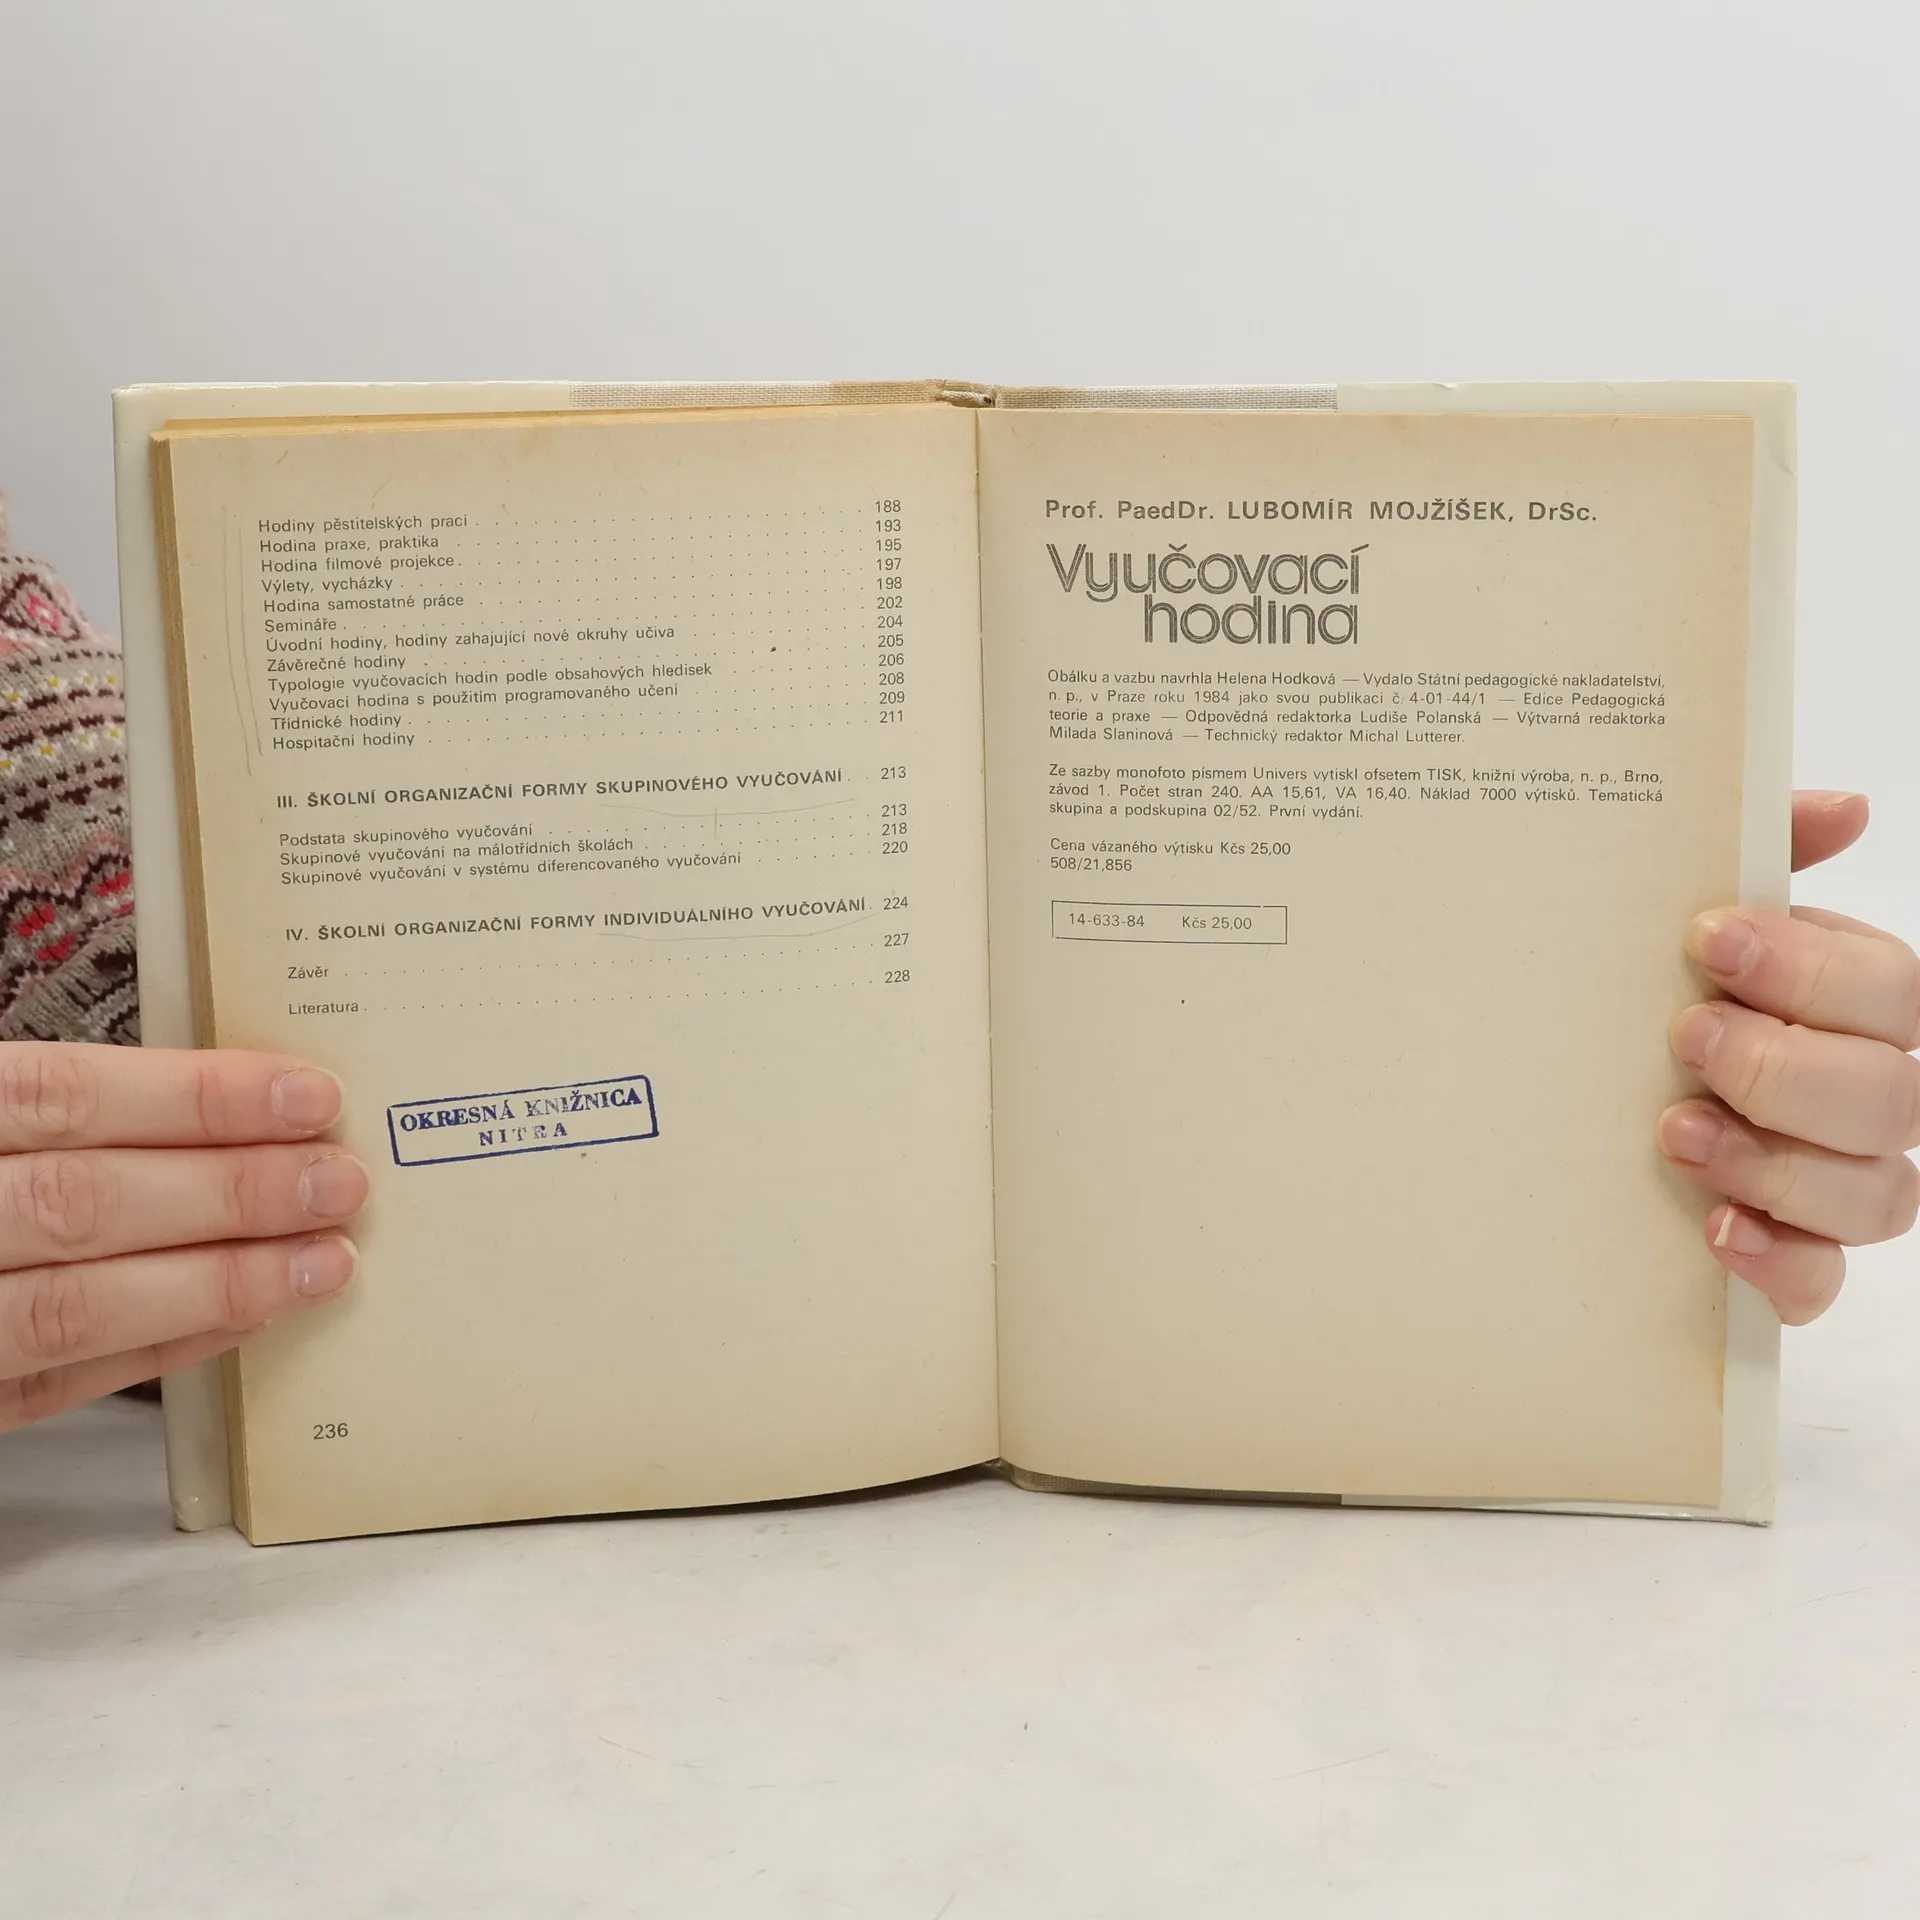 Hodiny pěstitelských prací . . . . . . . . . . . . . . . . 188
Hodina praxe, praktika . . . . . . . . . . . . . . . . 193
Hodina filmové projekce . . . . . . . . . . . . . . . . 195
Výlety, vycházky . . . . . . . . . . . . . . . . 197
Hodina samostatné práce . . . . . . . . . . . . . . . . 198
Semináře . . . . . . . . . . . . . . . . 202
Úvodní hodiny, hodiny zahajující nové okruhy učiva . . . . . . . 204
Závěrečné hodiny . . . . . . . . . . . . . . . . 205
Typologie vyučovacích hodin podle obsahových hledisek . . . . . . 206
Vyučovací hodina s použitím programovaného učení . . . . . . . 208
Třídnické hodiny . . . . . . . . . . . . . . . . 209
Hospitační hodiny . . . . . . . . . . . . . . . . 211
III. ŠKOLNÍ ORGANIZAČNÍ FORMY SKUPINOVÉHO VYUČOVÁNÍ . . 213
Podstata skupinového vyučování . . . . . . . . . . . . 213
Skupinové vyučování na málotřídních školách . . . . . . . . 218
Skupinové vyučování v systému diferencovaného vyučování . . . . . 220
IV. ŠKOLNÍ ORGANIZAČNÍ FORMY INDIVIDUÁLNÍHO VYUČOVÁNÍ . 224
Závěr . . . . . . . . . . . . . . . . 227
Literatura . . . . . . . . . . . . . . . . 228
OKRESNÁ KNIŽNICA
NITRA
236
Prof. PaedDr. LUBOMÍR MOJŽÍŠEK, DrSc.
Vyučovací
hodina
Obálku a vazbu navrhla Helena Hodková — Vydalo Státní pedagogické nakladatelství,
n. p., v Praze roku 1984 jako svou publikaci č. 4-01-44/1 — Edice Pedagogická
teorie a praxe — Odpovědná redaktorka Ludiše Polanská — Výtvarná redaktorka
Milada Slaninová — Technický redaktor Michal Lutterer.
Ze sazby monofoto písmem Univers vytiskl ofsetem TISK, knižní výroba, n. p., Brno,
závod 1. Počet stran 240. AA 15,61, VA 16,40. Náklad 7000 výtisků. Tematická
skupina a podskupina 02/52. První vydání.
Cena vázaného výtisku Kčs 25,00
508/21,856
14-633-84 Kčs 25,00